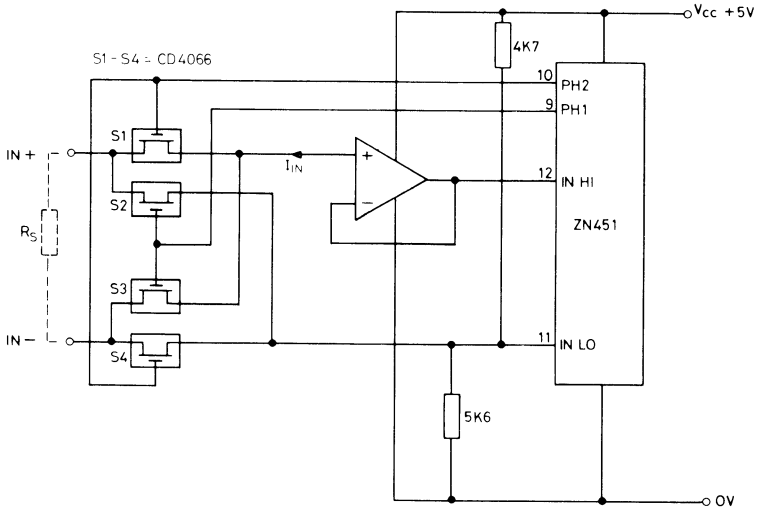 VCC +5V
4K7
S1-S4 = CD4066
10 PH2
9 PH1
S1
IN+
IIN
+
12 IN HI
S2
−
ZN451
RS
S3
IN−
11 IN LO
S4
5K6
0V